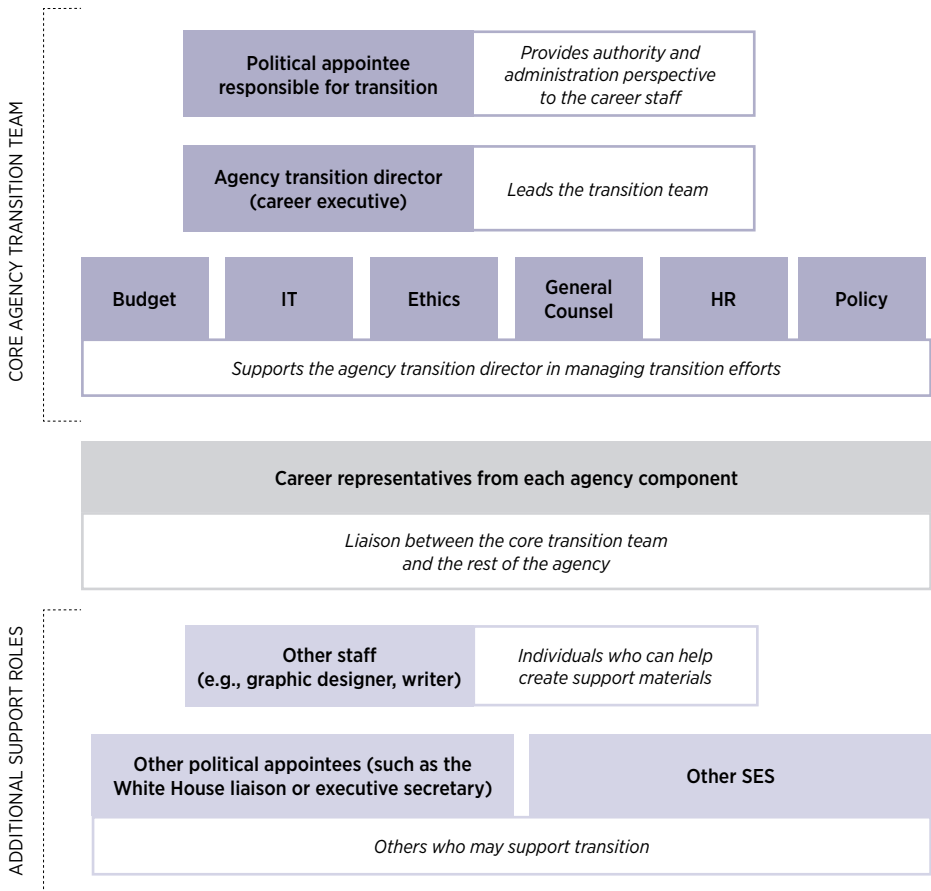 CORE AGENCY TRANSITION TEAM
Political appointee
responsible for transition
Provides authority and
administration perspective
to the career staff
Agency transition director
(career executive)
Leads the transition team
Budget
IT
Ethics
General
Counsel
HR
Policy
Supports the agency transition director in managing transition efforts
Career representatives from each agency component
Liaison between the core transition team
and the rest of the agency
ADDITIONAL SUPPORT ROLES
Other staff
(e.g., graphic designer, writer)
Individuals who can help
create support materials
Other political appointees (such as the
White House liaison or executive secretary)
Other SES
Others who may support transition